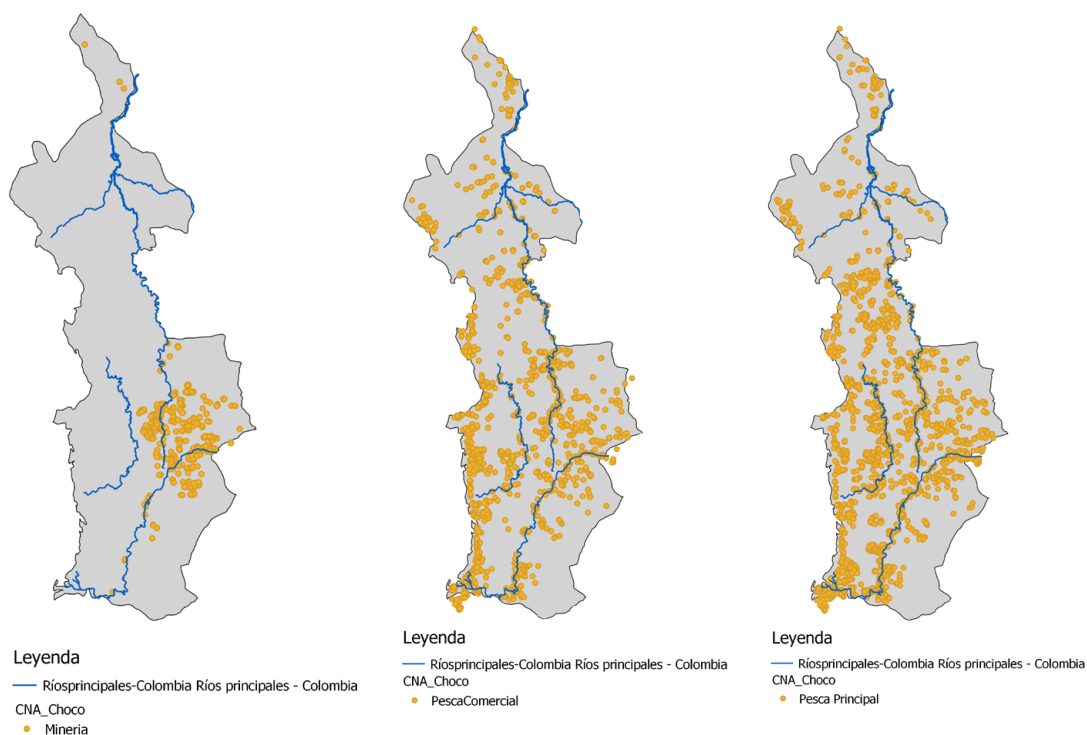 Leyenda
Ríosprincipales-Colombia Ríos principales - Colombia
CNA_Choco
Mineria
Leyenda
Ríosprincipales-Colombia Ríos principales - Colombia
CNA_Choco
PescaComercial
Leyenda
Ríosprincipales-Colombia Ríos principales - Colombia
CNA_Choco
Pesca Principal